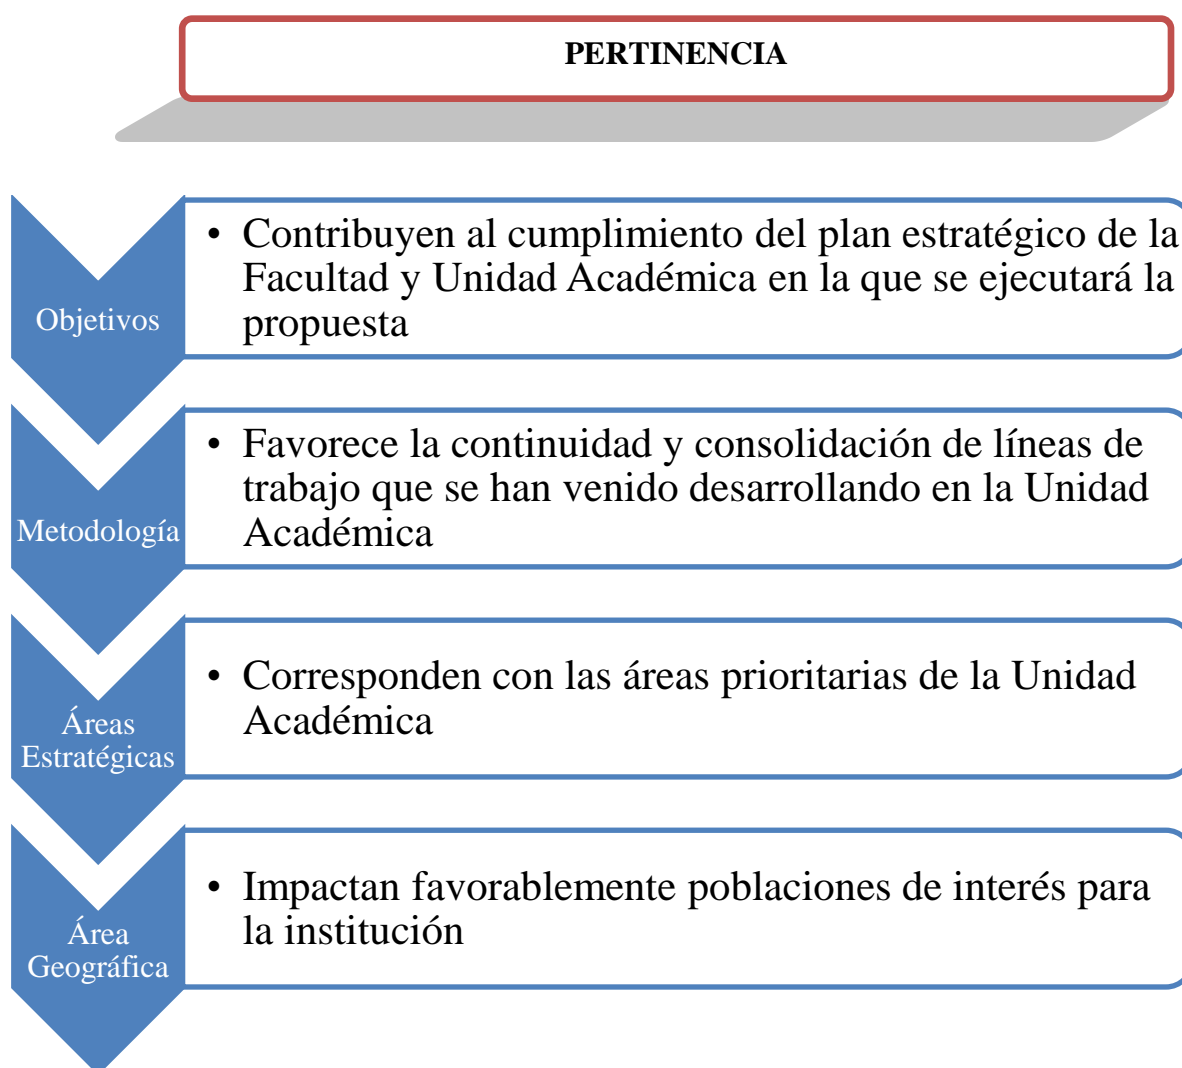 PERTINENCIA
Objetivos
• Contribuyen al cumplimiento del plan estratégico de la
Facultad y Unidad Académica en la que se ejecutará la
propuesta
Metodología
• Favorece la continuidad y consolidación de líneas de
trabajo que se han venido desarrollando en la Unidad
Académica
Áreas
Estratégicas
• Corresponden con las áreas prioritarias de la Unidad
Académica
Área
Geográfica
• Impactan favorablemente poblaciones de interés para
la institución